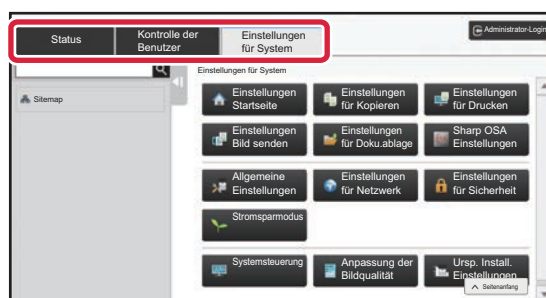 Status
Kontrolle der
Benutzer
Einstellungen
für System
Administrator-Login
Einstellungen für System
Sitemap
Einstellungen
Startseite
Einstellungen
für Kopieren
Einstellungen
für Drucken
Einstellungen
Bild senden
Einstellungen
für Doku.ablage
Sharp OSA
Einstellungen
Allgemeine
Einstellungen
Einstellungen
für Netzwerk
Einstellungen
für Sicherheit
Stromsparmodus
Systemsteuerung
Anpassung der
Bildqualität
Ursp. Install.
Einstellungen
Seitenanfang